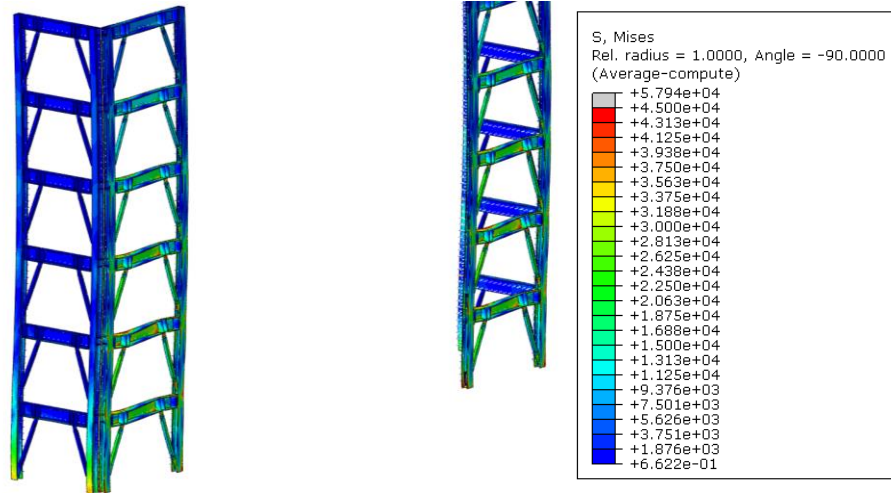 S, Mises
Rel. radius = 1.0000, Angle = -90.0000
(Average-compute)
+5.794e+04
+4.500e+04
+4.313e+04
+4.125e+04
+3.938e+04
+3.750e+04
+3.563e+04
+3.375e+04
+3.188e+04
+3.000e+04
+2.813e+04
+2.625e+04
+2.438e+04
+2.250e+04
+2.063e+04
+1.875e+04
+1.688e+04
+1.500e+04
+1.313e+04
+1.125e+04
+9.376e+03
+7.501e+03
+5.626e+03
+3.751e+03
+1.876e+03
+6.622e-01